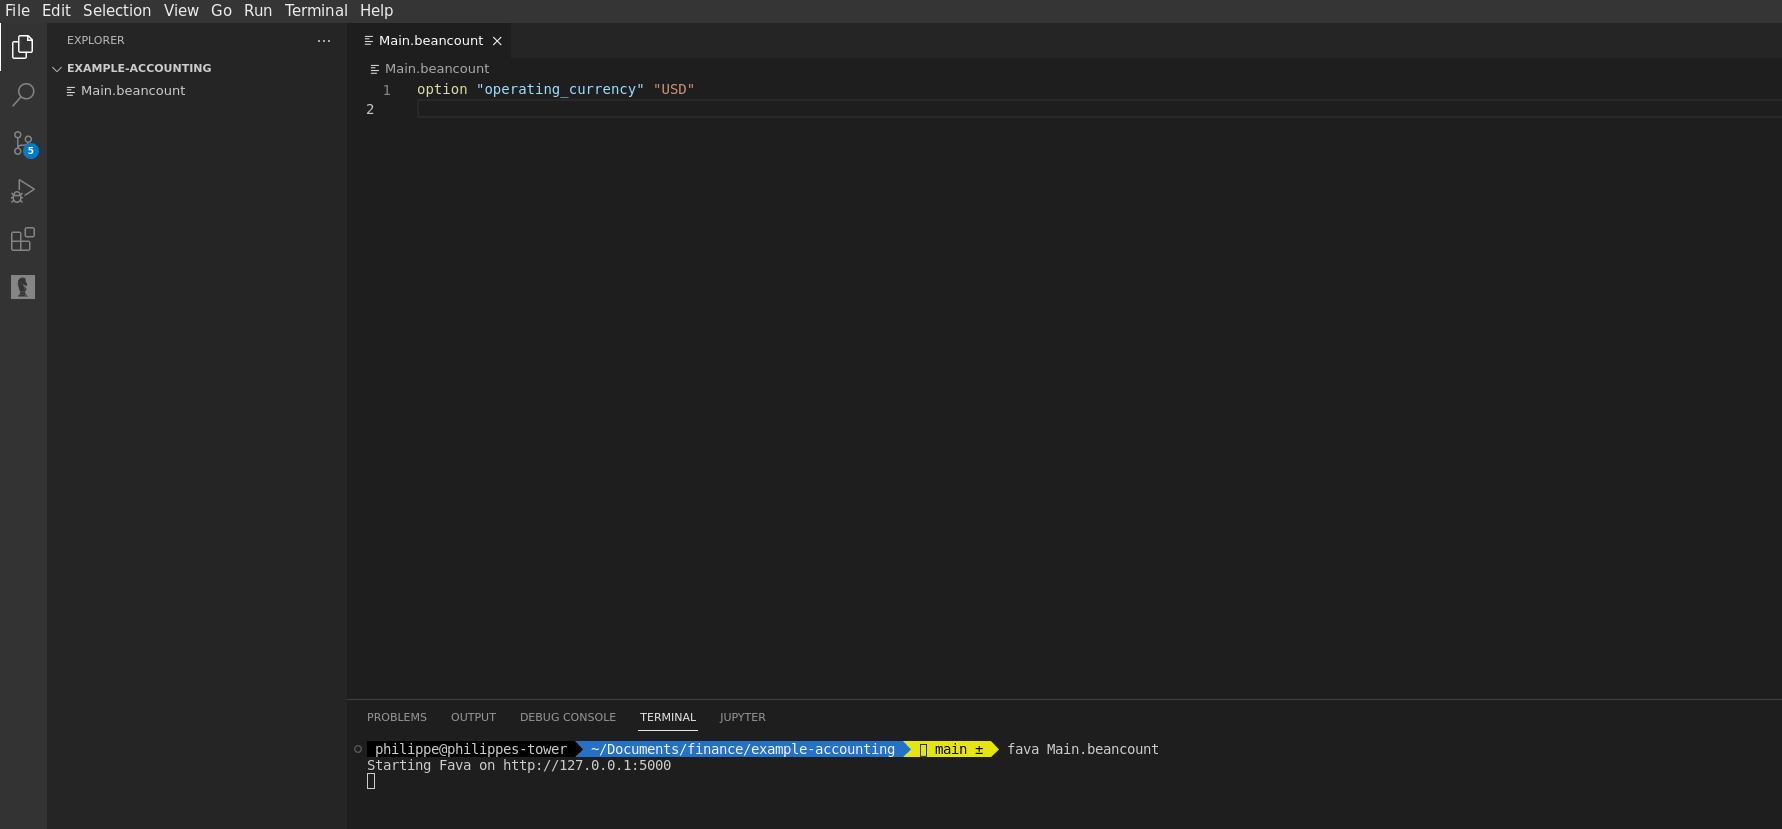 File Edit Selection View Go Run Terminal Help
EXPLORER
EXAMPLE-ACCOUNTING
Main.beancount
5
Main.beancount
Main.beancount
1 option "operating_currency" "USD"
2
PROBLEMS OUTPUT DEBUG CONSOLE TERMINAL JUPYTER
philippe@philippes-tower ~/Documents/finance/example-accounting main ± fava Main.beancount
Starting Fava on http://127.0.0.1:5000